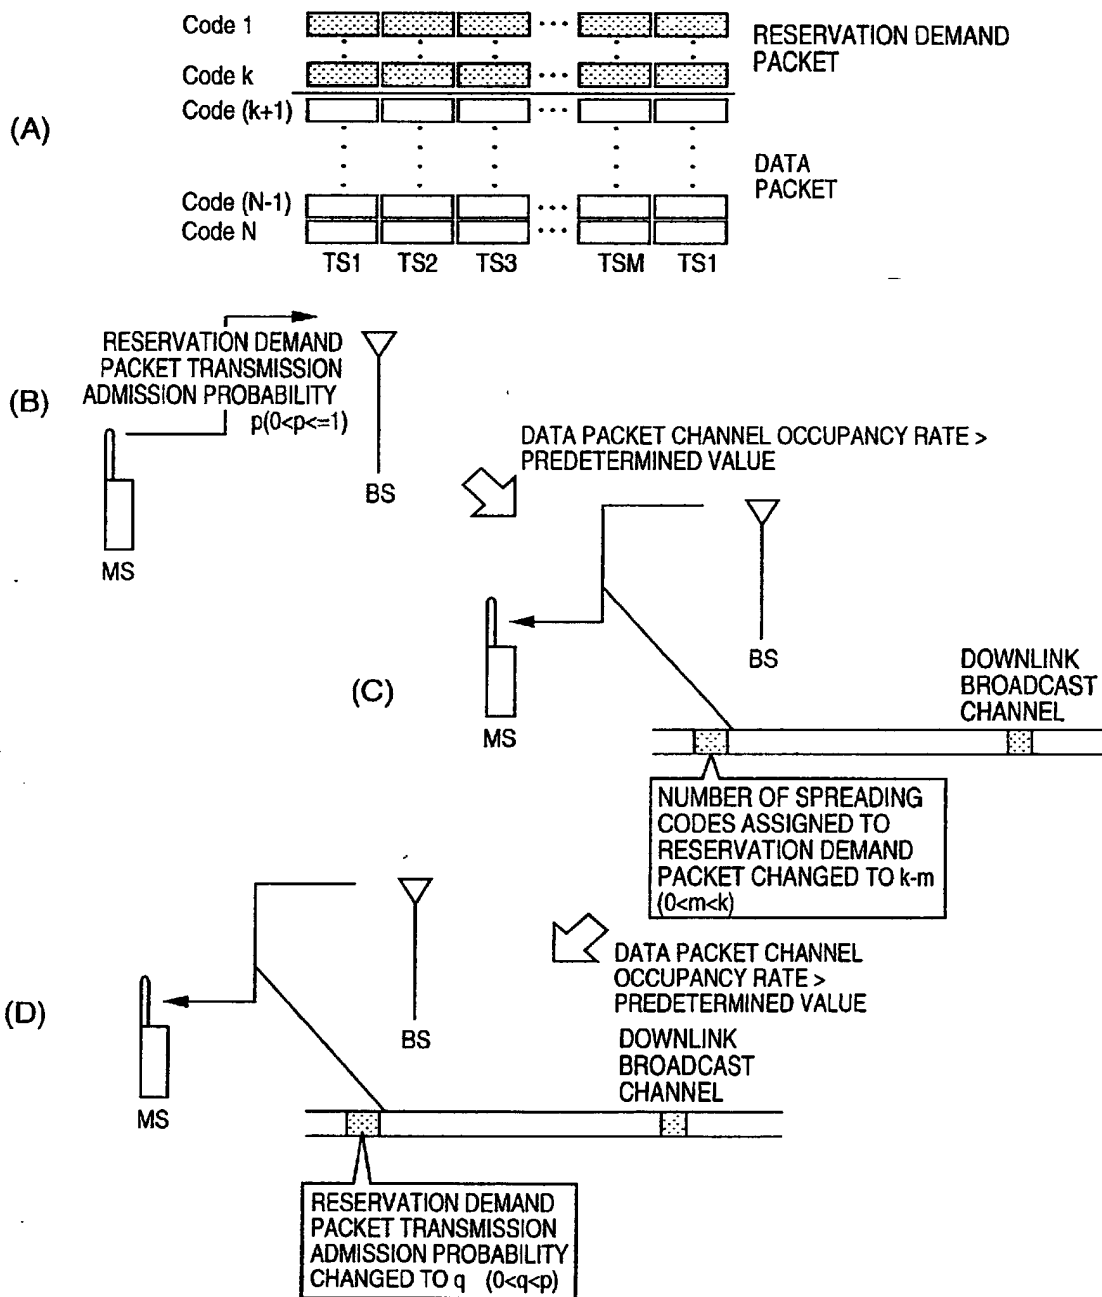 (A)
Code 1
Code k
Code (k+1)
Code (N-1)
Code N
TS1 TS2 TS3 TSM TS1
RESERVATION DEMAND
PACKET
DATA
PACKET
(B)
RESERVATION DEMAND
PACKET TRANSMISSION
ADMISSION PROBABILITY
p(0<p<=1)
MS
BS
DATA PACKET CHANNEL OCCUPANCY RATE >
PREDETERMINED VALUE
(C)
MS
BS
DOWNLINK
BROADCAST
CHANNEL
NUMBER OF SPREADING
CODES ASSIGNED TO
RESERVATION DEMAND
PACKET CHANGED TO k-m
(0<m<k)
DATA PACKET CHANNEL
OCCUPANCY RATE >
PREDETERMINED VALUE
(D)
MS
BS
DOWNLINK
BROADCAST
CHANNEL
RESERVATION DEMAND
PACKET TRANSMISSION
ADMISSION PROBABILITY
CHANGED TO q (0<q<p)